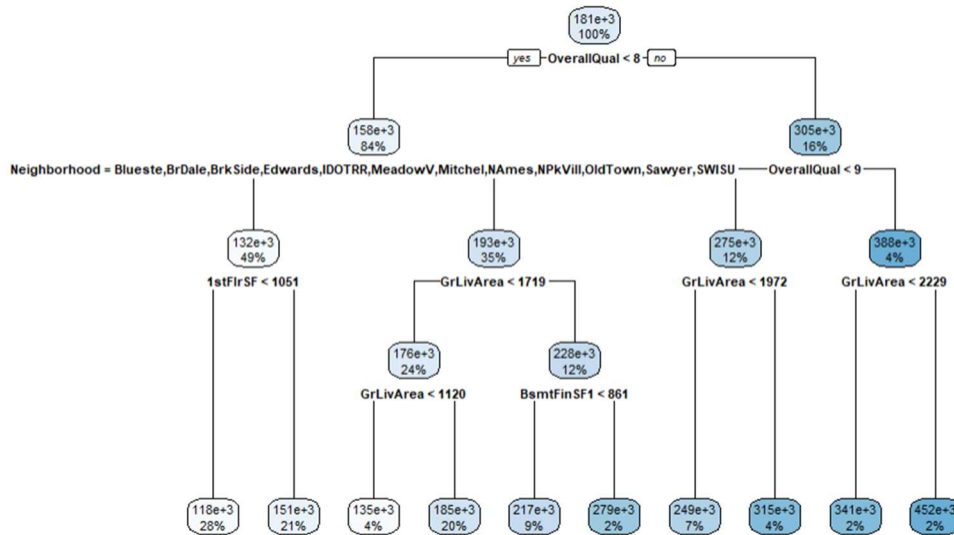 181e+3
100%
yes OverallQual < 8 no
158e+3
84%
305e+3
16%
Neighborhood = Blueste,BrDale,BrkSide,Edwards,IDOTRR,MeadowV,Mitchel,NAmes,NPkVill,OldTown,Sawyer,SWISU
OverallQual < 9
132e+3
49%
193e+3
35%
275e+3
12%
388e+3
4%
1stFlrSF < 1051
GrLivArea < 1719
GrLivArea < 1972
GrLivArea < 2229
176e+3
24%
228e+3
12%
GrLivArea < 1120
BsmtFinSF1 < 861
118e+3
28%
151e+3
21%
135e+3
4%
185e+3
20%
217e+3
9%
279e+3
2%
249e+3
7%
315e+3
4%
341e+3
2%
452e+3
2%